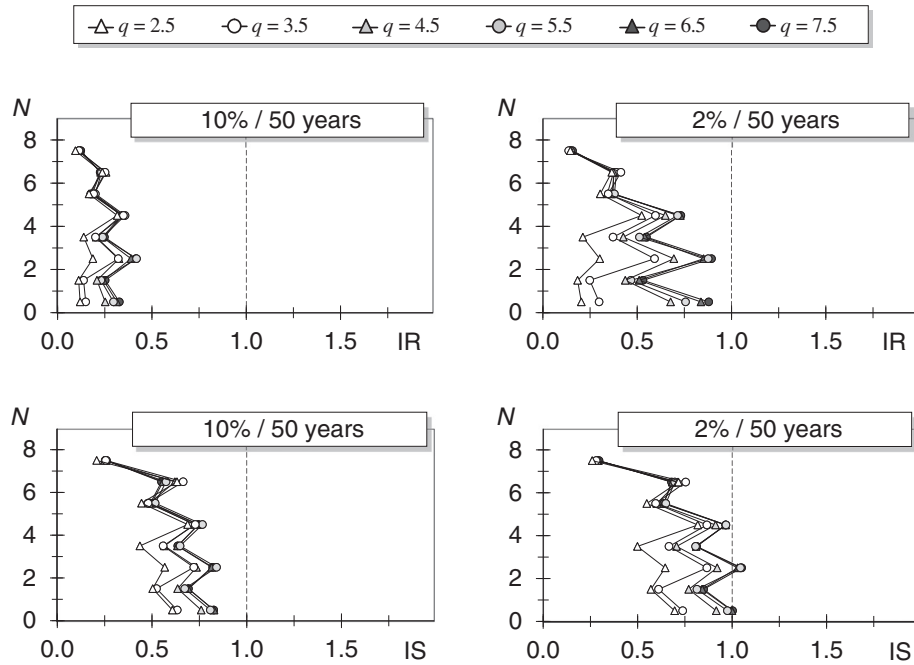 q = 2.5 q = 3.5 q = 4.5 q = 5.5 q = 6.5 q = 7.5
N
10% / 50 years
8
6
4
2
0
0.0 0.5 1.0 1.5 IR
N
2% / 50 years
8
6
4
2
0
0.0 0.5 1.0 1.5 IR
N
10% / 50 years
8
6
4
2
0
0.0 0.5 1.0 1.5 IS
N
2% / 50 years
8
6
4
2
0
0.0 0.5 1.0 1.5 IS